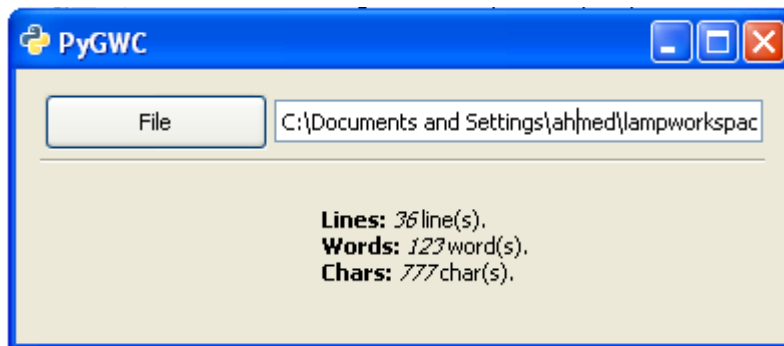 PyGWC
File C:\Documents and Settings\ahmed\lampworkspac
Lines: 36 line(s).
Words: 123 word(s).
Chars: 777 char(s).